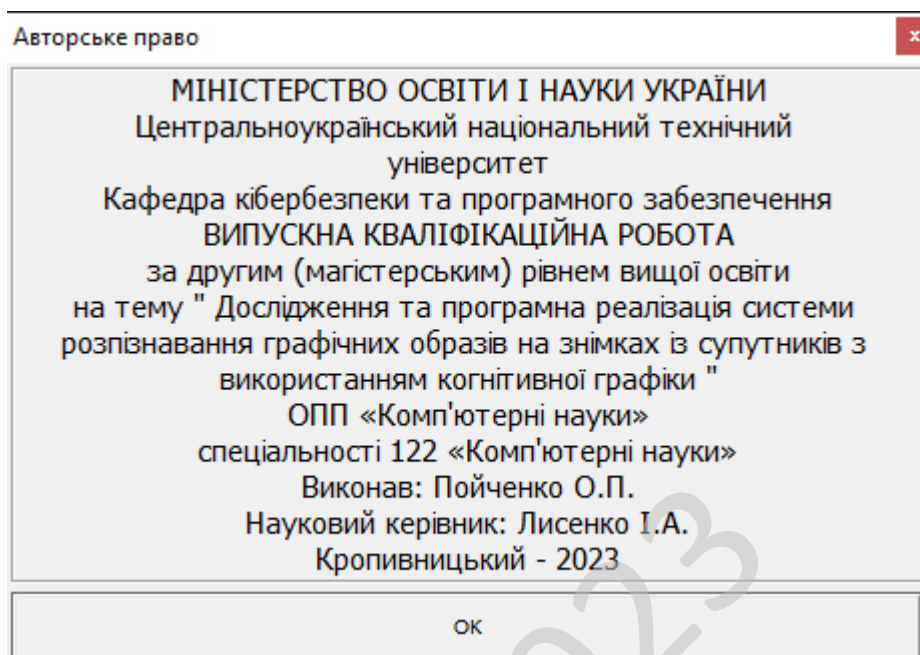 Авторське право
x
МІНІСТЕРСТВО ОСВІТИ І НАУКИ УКРАЇНИ
Центральноукраїнський національний технічний
університет
Кафедра кібербезпеки та програмного забезпечення
ВИПУСКНА КВАЛІФІКАЦІЙНА РОБОТА
за другим (магістерським) рівнем вищої освіти
на тему " Дослідження та програмна реалізація системи
розпізнавання графічних образів на знімках із супутників з
використанням когнітивної графіки "
ОПП «Комп'ютерні науки»
спеціальності 122 «Комп'ютерні науки»
Виконав: Пойченко О.П.
Науковий керівник: Лисенко І.А.
Кропивницький - 2023
ОК